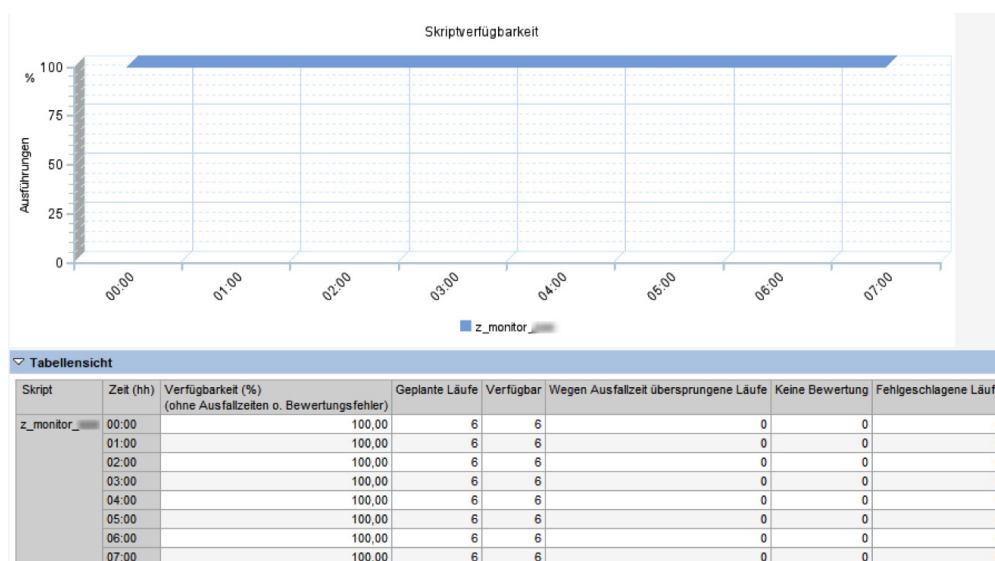 Skriptverfügbarkeit
%
100
75
50
25
0
Ausführungen
00:00 01:00 02:00 03:00 04:00 05:00 06:00 07:00
z_monitor_
Tabellensicht
Skript Zeit (hh) Verfügbarkeit (%) Geplante Läufe Verfügbar Wegen Ausfallzeit übersprungene Läufe Keine Bewertung Fehlgeschlagene Läuf
(ohne Ausfallzeiten o. Bewertungsfehler)
z_monitor_ 00:00 100,00 6 6 0 0
01:00 100,00 6 6 0 0
02:00 100,00 6 6 0 0
03:00 100,00 6 6 0 0
04:00 100,00 6 6 0 0
05:00 100,00 6 6 0 0
06:00 100,00 6 6 0 0
07:00 100,00 6 6 0 0